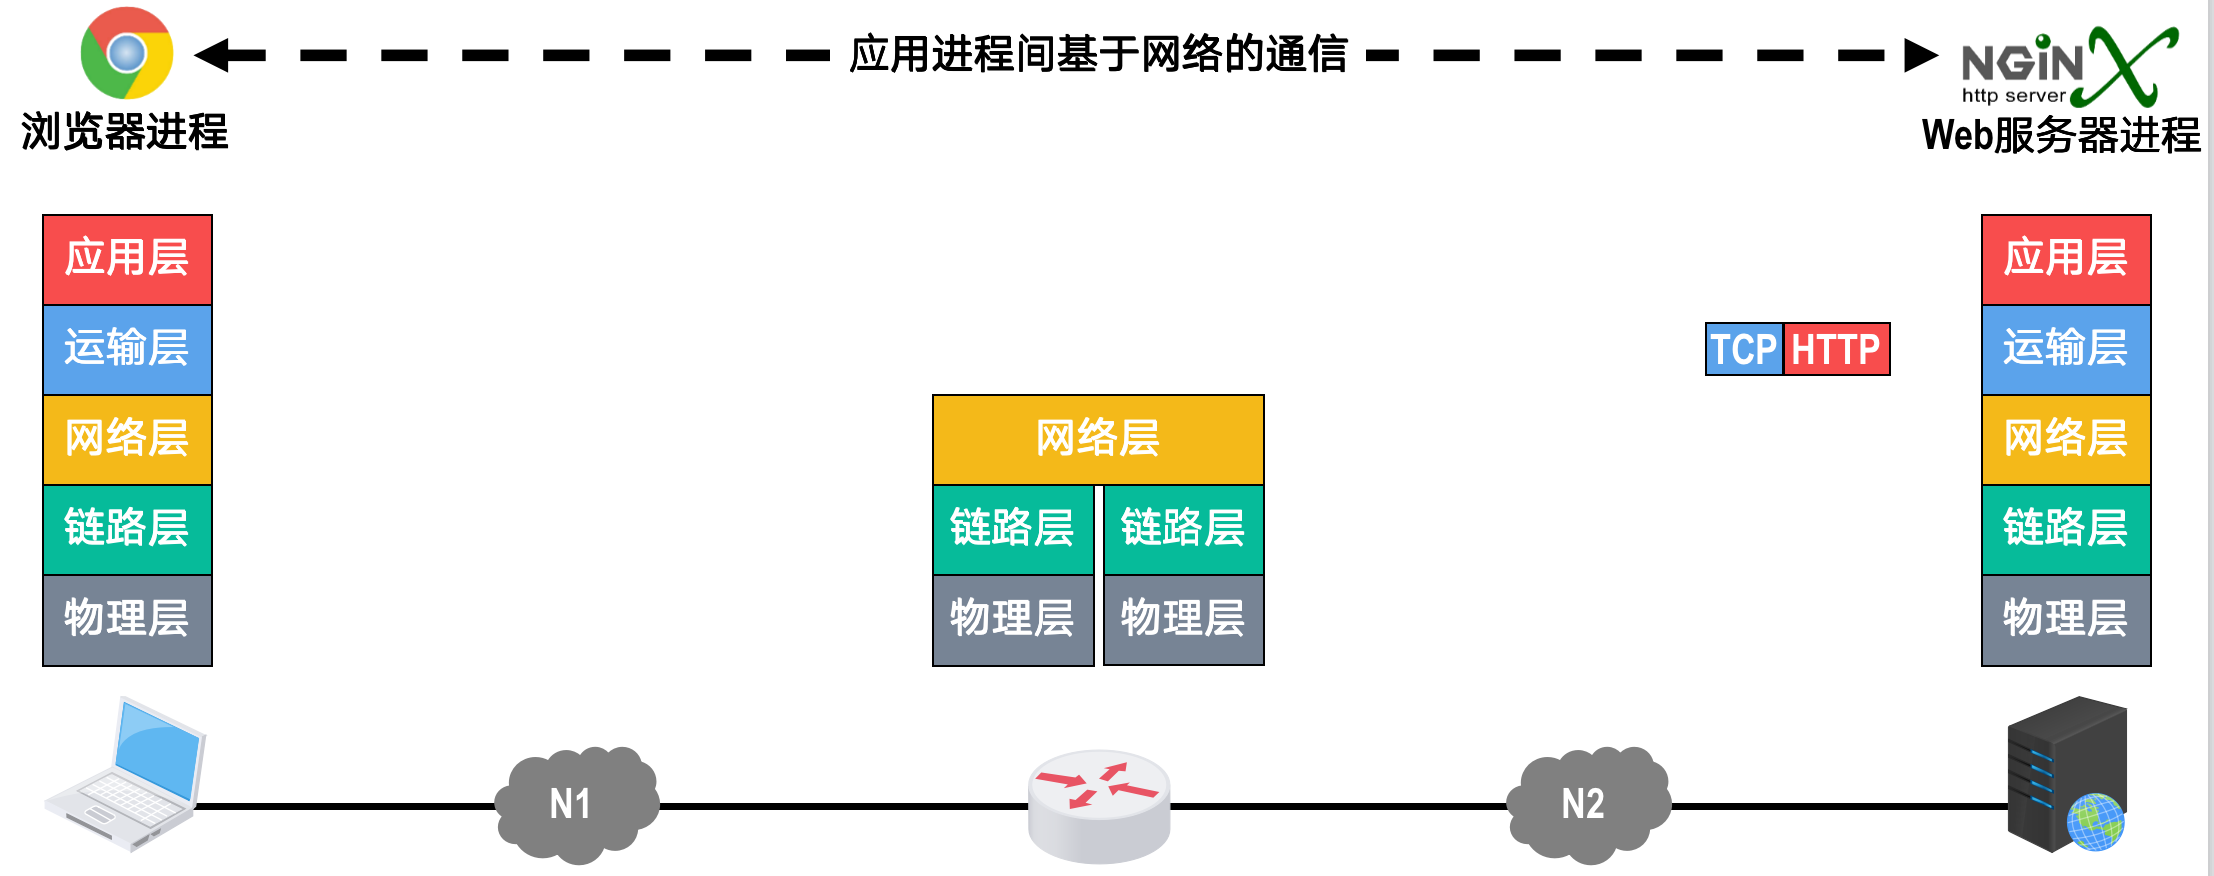 应用进程间基于网络的通信
NGiNX
http server
浏览器进程
Web服务器进程
应用层
运输层
网络层
链路层
物理层
网络层
链路层
链路层
物理层
物理层
TCP
HTTP
应用层
运输层
网络层
链路层
物理层
N1
N2